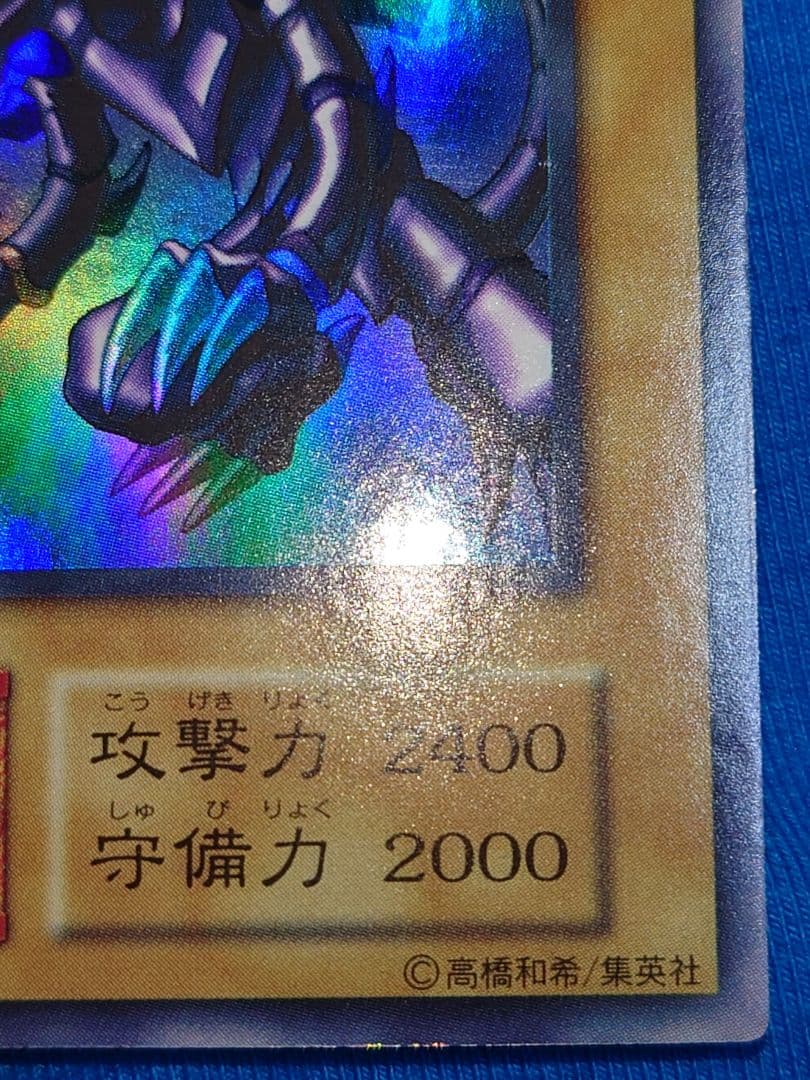 こう げき りょく
攻撃力 2400
しゅ び りょく
守備力 2000
©高橋和希/集英社